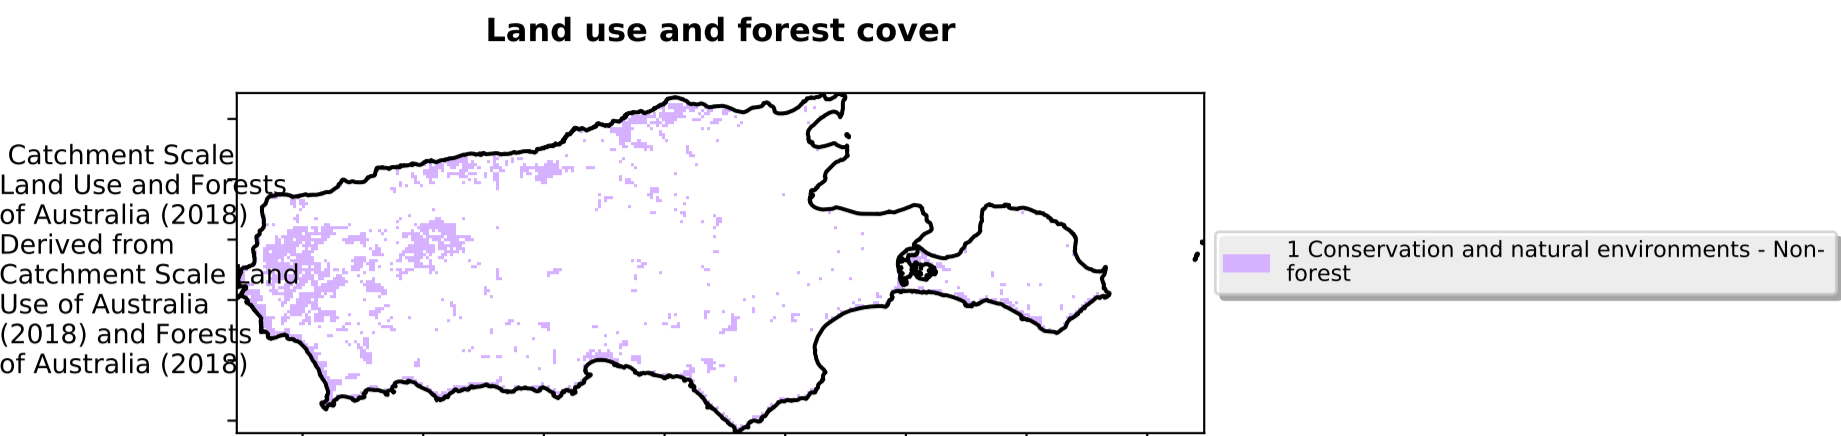 Land use and forest cover
Catchment Scale
Land Use and Forests
of Australia (2018)
Derived from
Catchment Scale Land
Use of Australia
(2018) and Forests
of Australia (2018)
1 Conservation and natural environments - Non-
forest